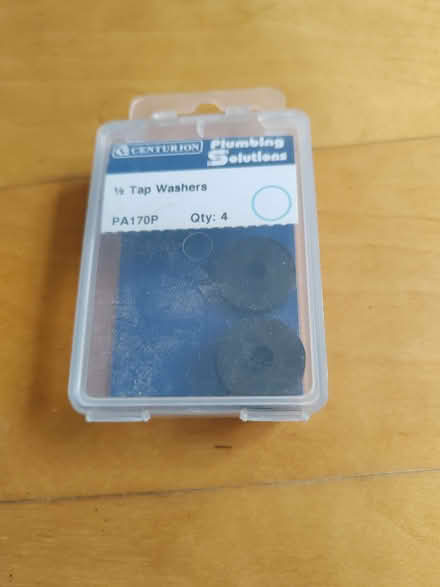 CENTURION
Plumbing
Solutions
½ Tap Washers
PA170P Qty: 4